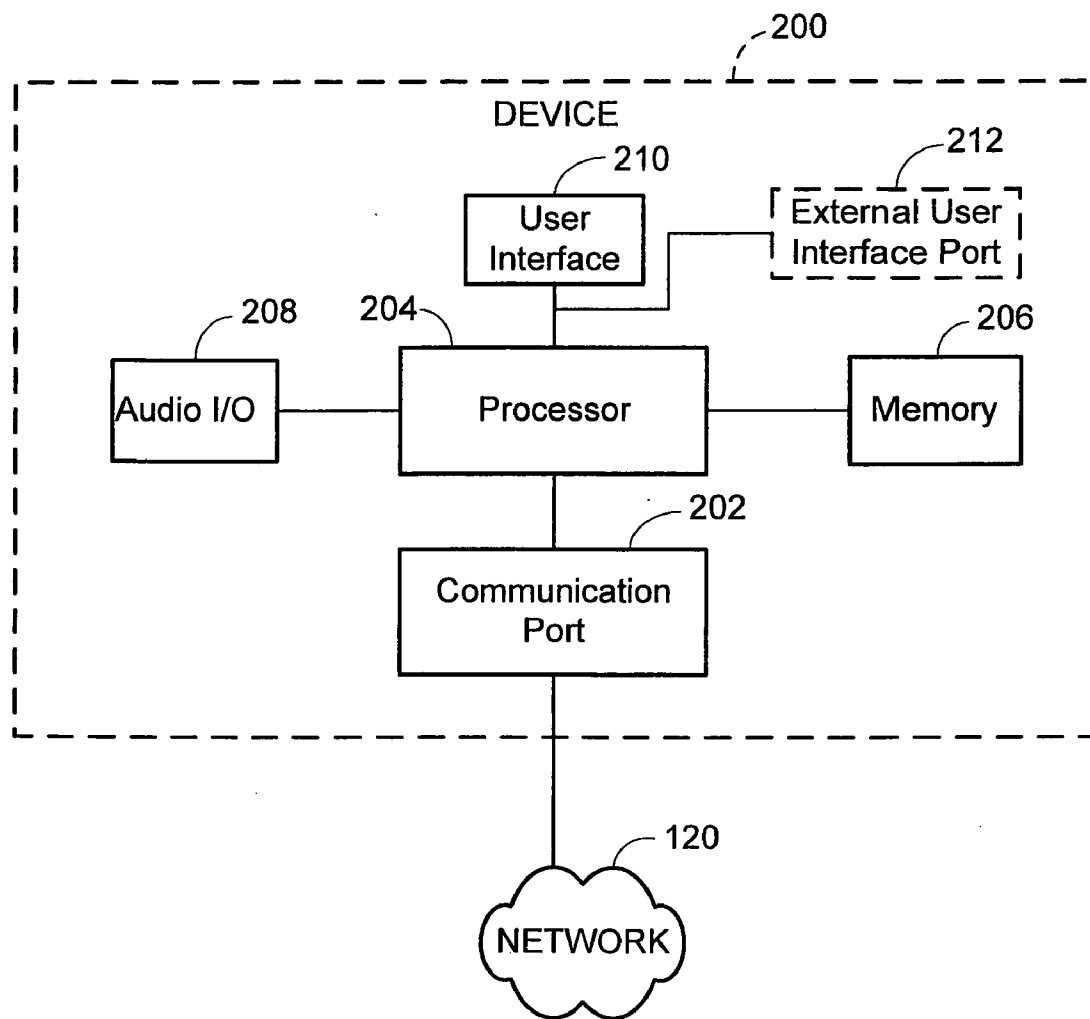 200
DEVICE
210
212
User
Interface
External User
Interface Port
208
204
206
Audio I/O
Processor
Memory
202
Communication
Port
120
NETWORK